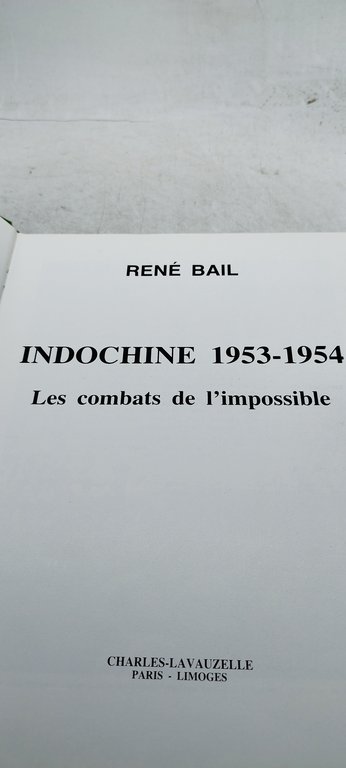 RENÉ BAIL
INDOCHINE 1953-1954
Les combats de l'impossible
CHARLES-LAVAUZELLE
PARIS - LIMOGES